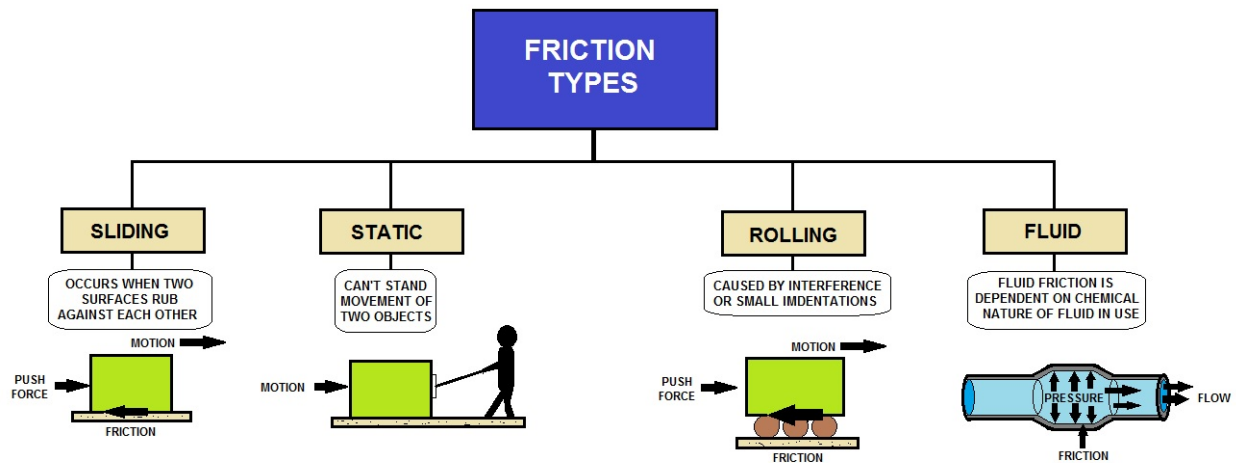 FRICTION
TYPES
SLIDING
STATIC
ROLLING
FLUID
OCCURS WHEN TWO
SURFACES RUB
AGAINST EACH OTHER
CAN'T STAND
MOVEMENT OF
TWO OBJECTS
CAUSED BY INTERFERENCE
OR SMALL IMDENTATIONS
FLUID FRICTION IS
DEPENDENT ON CHEMICAL
NATURE OF FLUID IN USE
MOTION
PUSH
FORCE
FRICTION
MOTION
MOTION
PUSH
FORCE
FRICTION
PRESSURE
FLOW
FRICTION